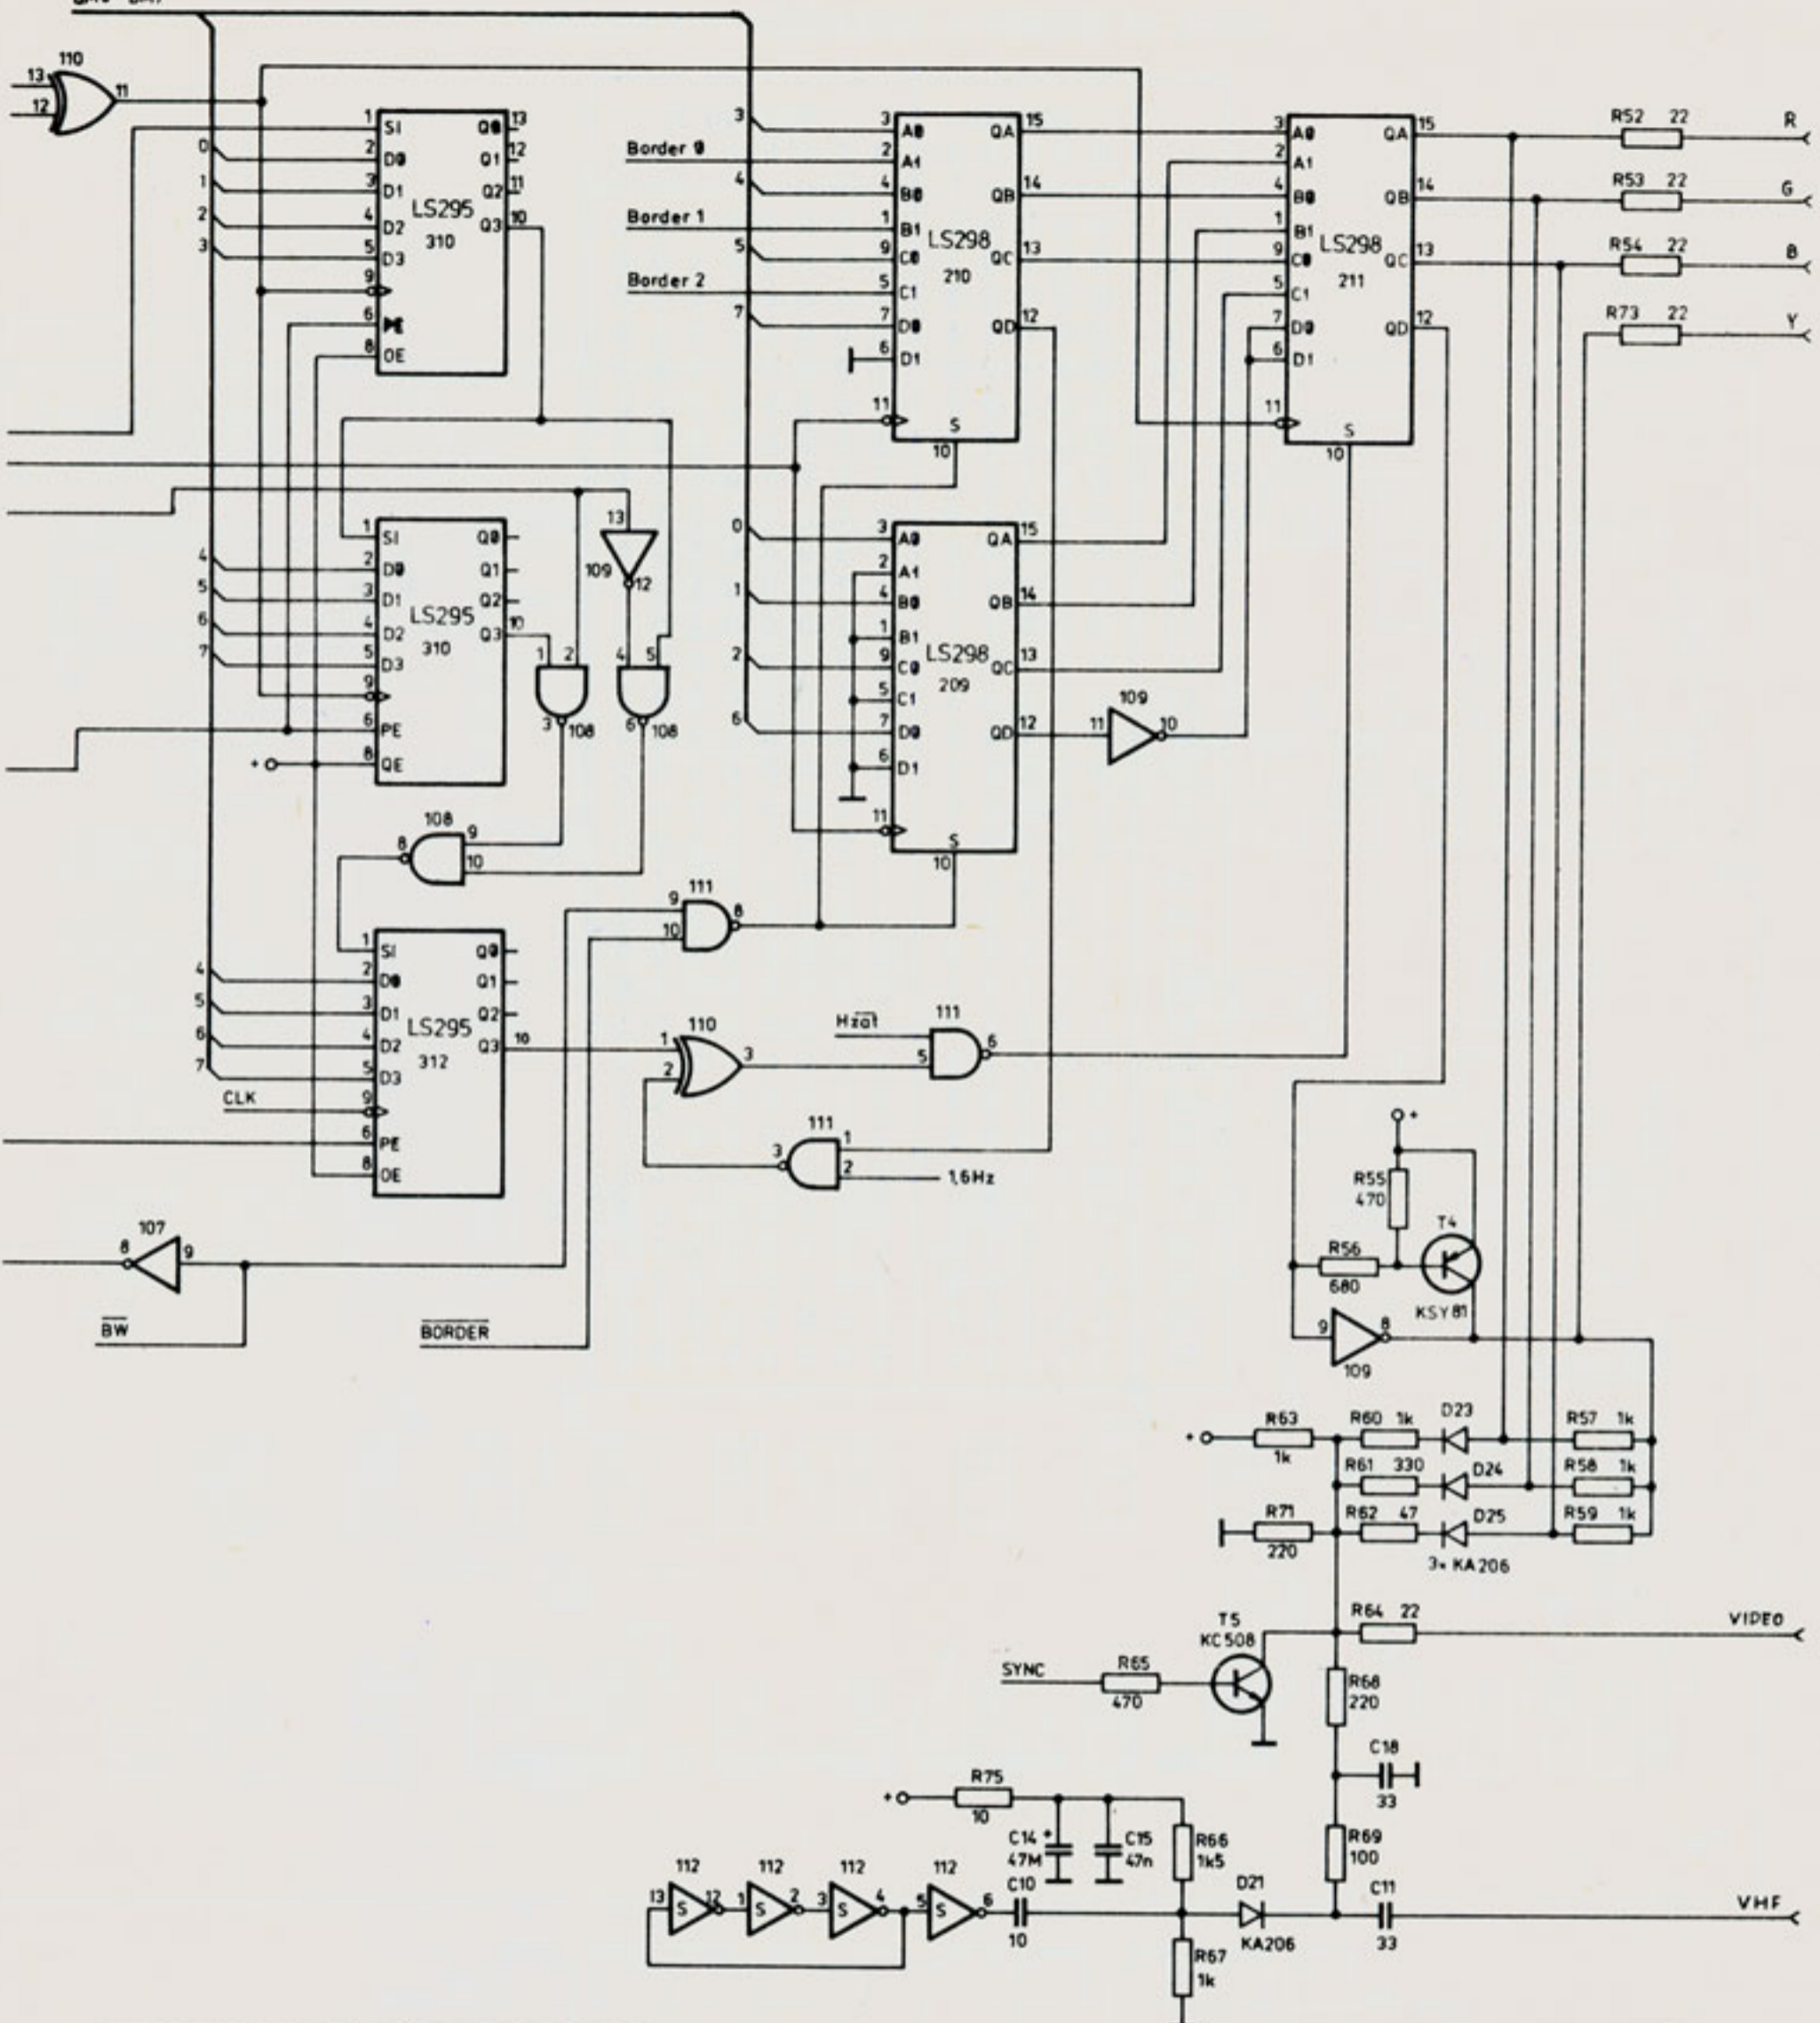 110
13
12
11
1 SI Q0 13
2 D0 Q1 12
3 D1 Q2 11
LS295
4 D2 Q3 10
310
5 D3
9
6 PE
8 OE
0
1
2
3
Border 0
Border 1
Border 2
3
4
5
7
3 A0 QA 15
2 A1
4 B0 QB 14
1 B1
LS298
9 C0 QC 13
210
5 C1
7 D0 QD 12
6 D1
11
S
10
3 A0 QA 15
2 A1
4 B0 QB 14
1 B1
LS298
9 C0 QC 13
211
5 C1
7 D0 QD 12
6 D1
11
S
10
R52 22 R
R53 22 G
R54 22 B
R73 22 Y
1 SI Q0
2 D0 Q1
3 D1 Q2
LS295
4 D2 Q3 10
310
5 D3
9
6 PE
8 OE
+
4
5
6
7
13
109
12
1 2
3 108
4 5
6 108
0
1
2
6
3 A0 QA 15
2 A1
4 B0 QB 14
1 B1
LS298
9 C0 QC 13
209
5 C1
7 D0 QD 12
6 D1
11
S
10
109
11 10
108
8 9
10
111
9 8
10
1 SI Q0
2 D0 Q1
3 D1 Q2
LS295
4 D2 Q3 10
312
5 D3
CLK 9
6 PE
8 OE
4
5
6
7
110
1 3
2
Hzat
111
6
5
111
3 1
2 1,6Hz
107
8 9
BW
BORDER
+
R55
470
T4
R56
680
KSY81
9 8
109
+ R63
1k
R60 1k D23 R57 1k
R61 330 D24 R58 1k
R71
220
R62 47 D25 R59 1k
3x KA206
T5
KC508
R64 22 VIDEO
SYNC R65
470
R68
220
C18
33
+ R75
10
C14 +
47M
C15
47n
R66
1k5
R69
100
112 112 112 112
13 S 12 1 S 2 3 S 4 5 S 6
C10
10
D21
KA206
C11
33
VHF
R67
1k